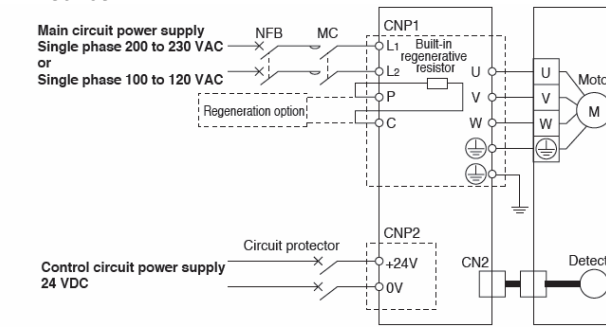 Main circuit power supply
Single phase 200 to 230 VAC
or
Single phase 100 to 120 VAC
NFB
MC
CNP1
L1
Built-in
regenerative
resistor
L2
P
C
Regeneration option
U
V
W
U
V
W
M
CNP2
Circuit protector
+24V
0V
Control circuit power supply
24 VDC
CN2